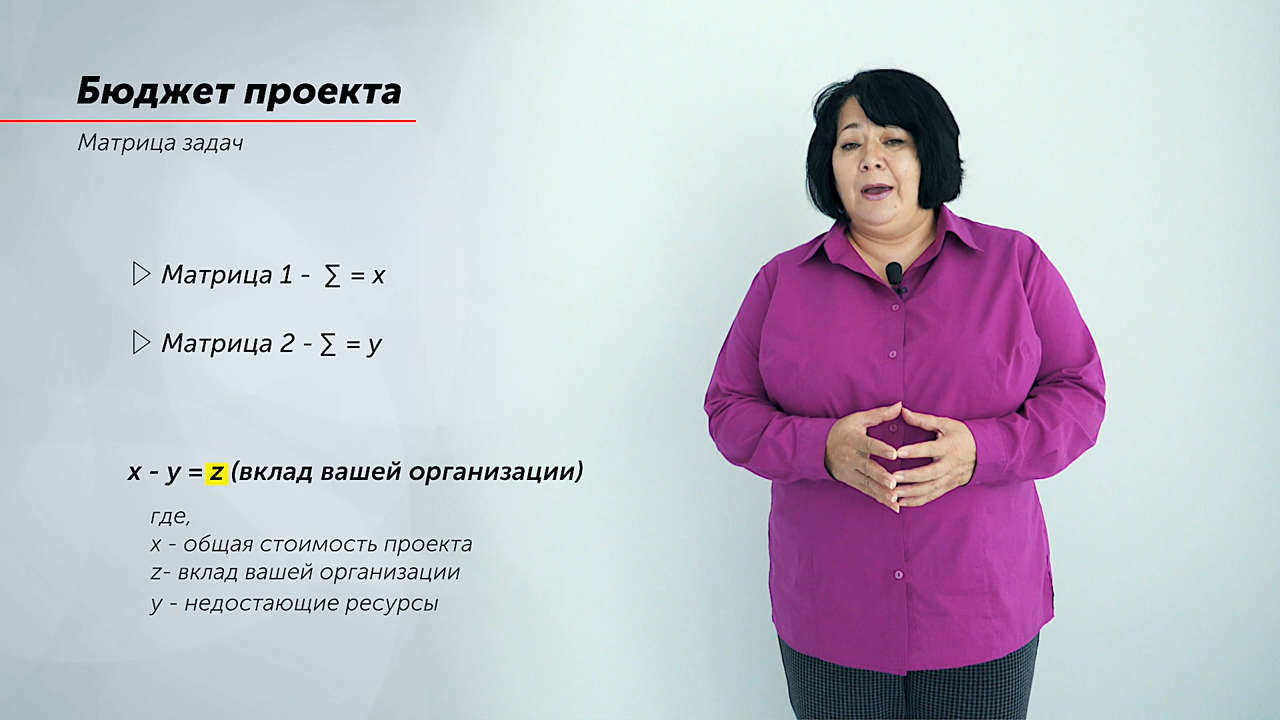 Бюджет проекта
Матрица задач
Матрица 1 - ∑ = x
Матрица 2 - ∑ = y
x - y = z (вклад вашей организации)
где,
x - общая стоимость проекта
z- вклад вашей организации
y - недостающие ресурсы